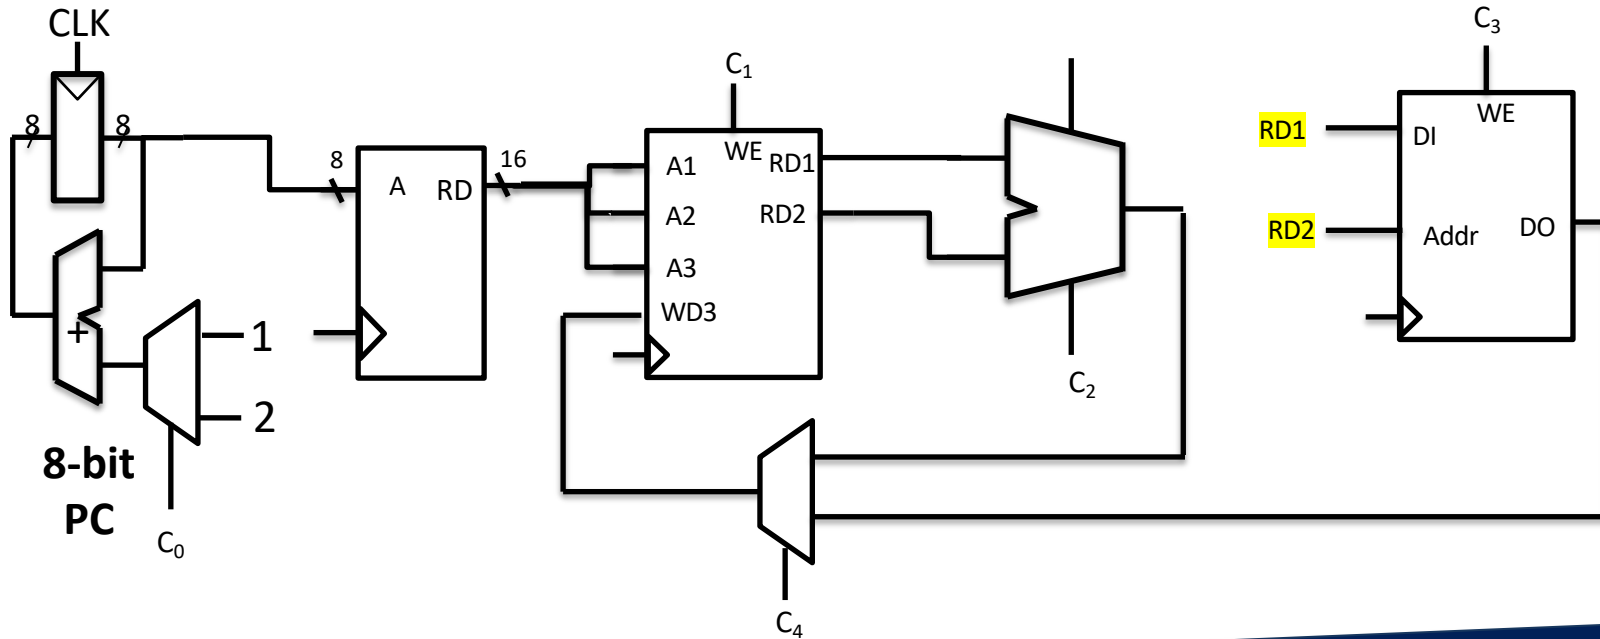 CLK
8
8
+
1
2
8-bit
PC
C₀
8
A
RD
16
C₁
WE
A1
RD1
A2
RD2
A3
WD3
C₂
C₄
C₃
RD1
RD2
WE
DI
Addr
DO